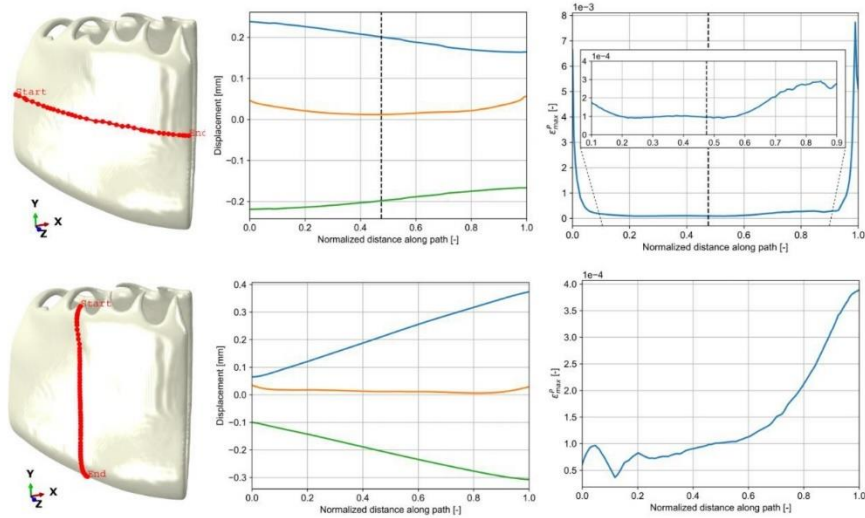 Start
End
Y
X
Z
Displacement [mm]
0.2
0.1
0.0
−0.1
−0.2
0.0 0.2 0.4 0.6 0.8 1.0
Normalized distance along path [-]
1e−3
8
7
6
5
4
3
2
1
0
1e−4
4
3
2
1
0
0.1 0.2 0.3 0.4 0.5 0.6 0.7 0.8 0.9
0.0 0.2 0.4 0.6 0.8 1.0
Normalized distance along path [-]
Start
End
Y
X
Z
Displacement [mm]
0.4
0.3
0.2
0.1
0.0
−0.1
−0.2
−0.3
0.0 0.2 0.4 0.6 0.8 1.0
Normalized distance along path [-]
1e−4
4.0
3.5
3.0
2.5
2.0
1.5
1.0
0.5
0.0 0.2 0.4 0.6 0.8 1.0
Normalized distance along path [-]